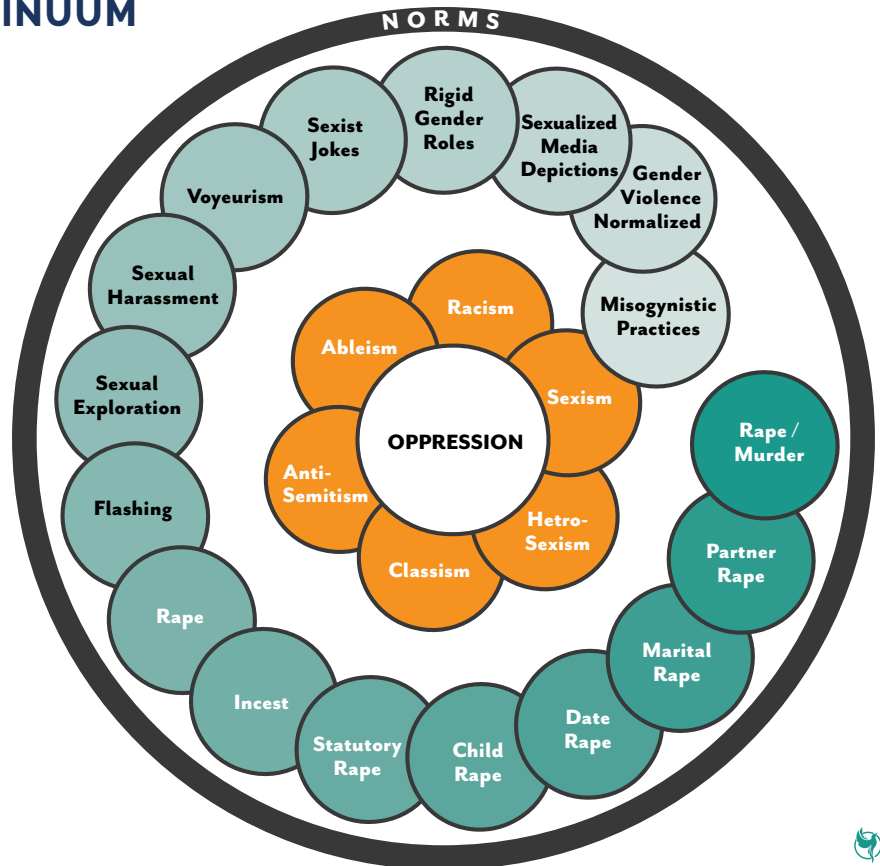 INUUM
NORMS
Rigid
Gender
Roles
Sexualized
Media
Depictions
Gender
Violence
Normalized
Misogynistic
Practices
Sexist
Jokes
Voyeurism
Sexual
Harassment
Sexual
Exploration
Flashing
Rape
Incest
Statutory
Rape
Child
Rape
Date
Rape
Marital
Rape
Partner
Rape
Rape /
Murder
OPPRESSION
Racism
Sexism
Hetro-
Sexism
Classism
Anti-
Semitism
Ableism